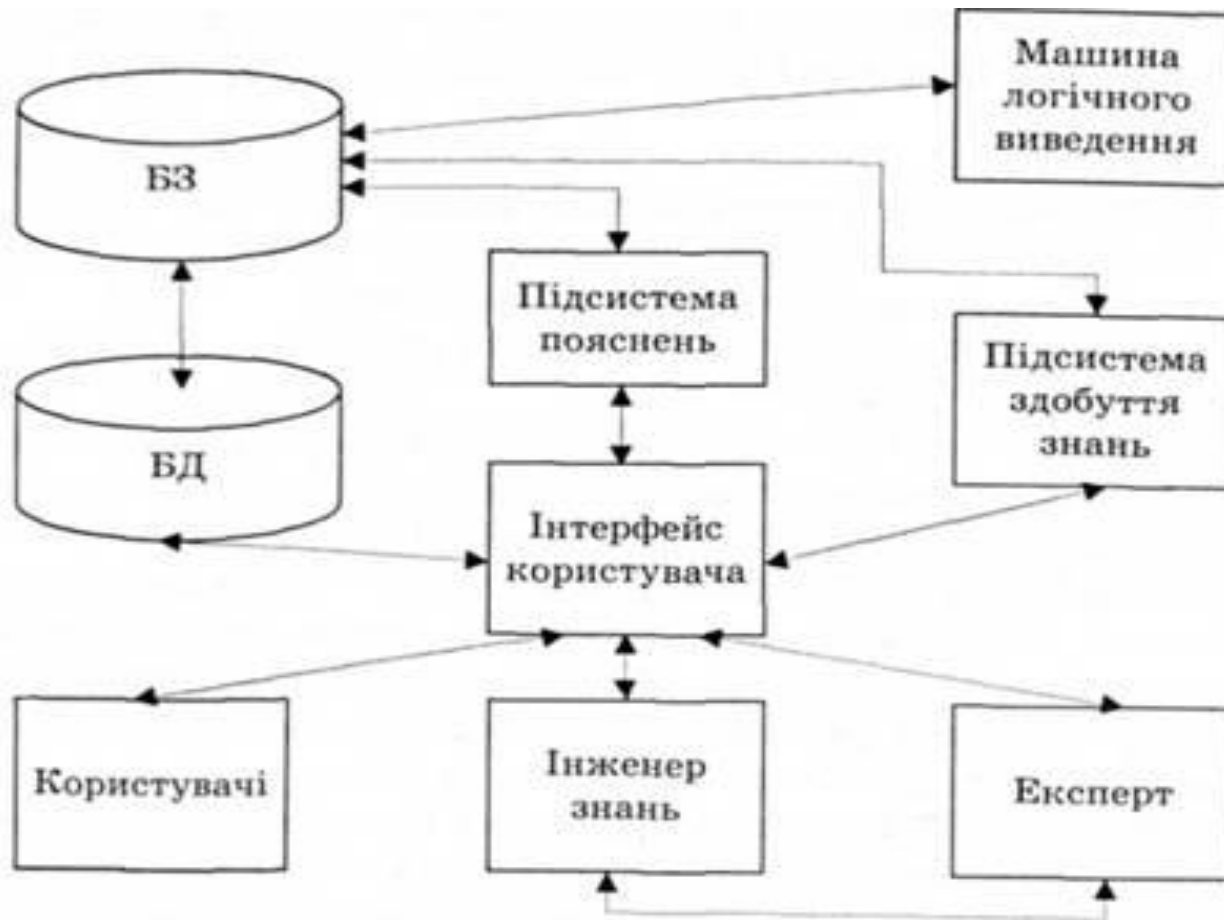 Машина
логічного
виведення
БЗ
Підсистема
пояснень
Підсистема
здобуття
знань
БД
Інтерфейс
користувача
Користувачі
Інженер
знань
Експерт